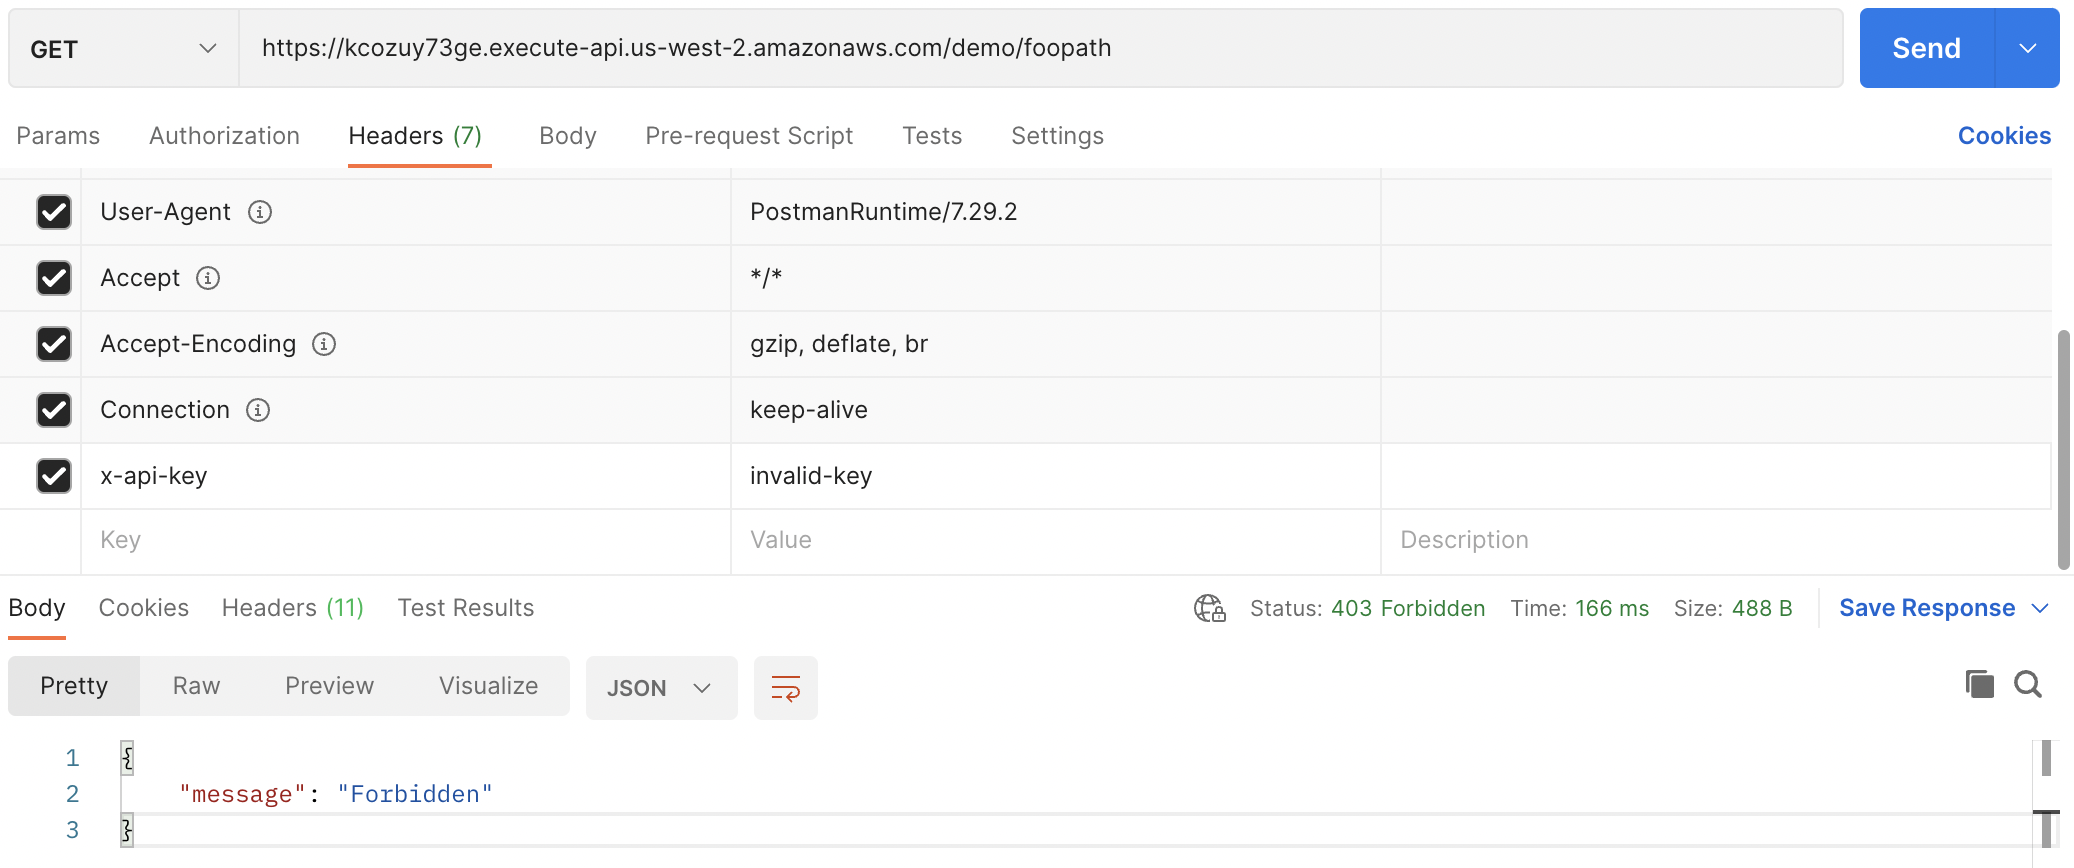 GET https://kcozuy73ge.execute-api.us-west-2.amazonaws.com/demo/foopath Send
Params Authorization Headers (7) Body Pre-request Script Tests Settings Cookies
User-Agent PostmanRuntime/7.29.2
Accept */*
Accept-Encoding gzip, deflate, br
Connection keep-alive
x-api-key invalid-key
Key Value Description
Body Cookies Headers (11) Test Results Status: 403 Forbidden Time: 166 ms Size: 488 B Save Response
Pretty Raw Preview Visualize JSON
1 {
2 "message": "Forbidden"
3 }